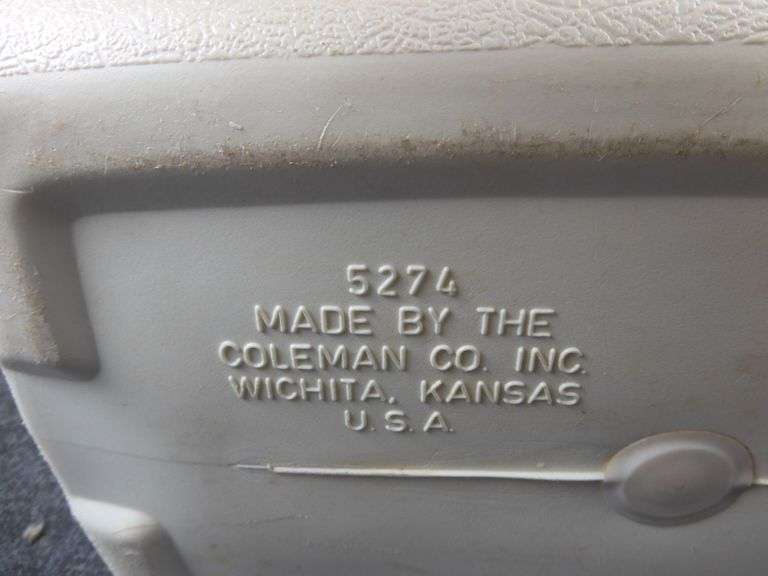 5274
MADE BY THE
COLEMAN CO. INC.
WICHITA, KANSAS
U.S.A.